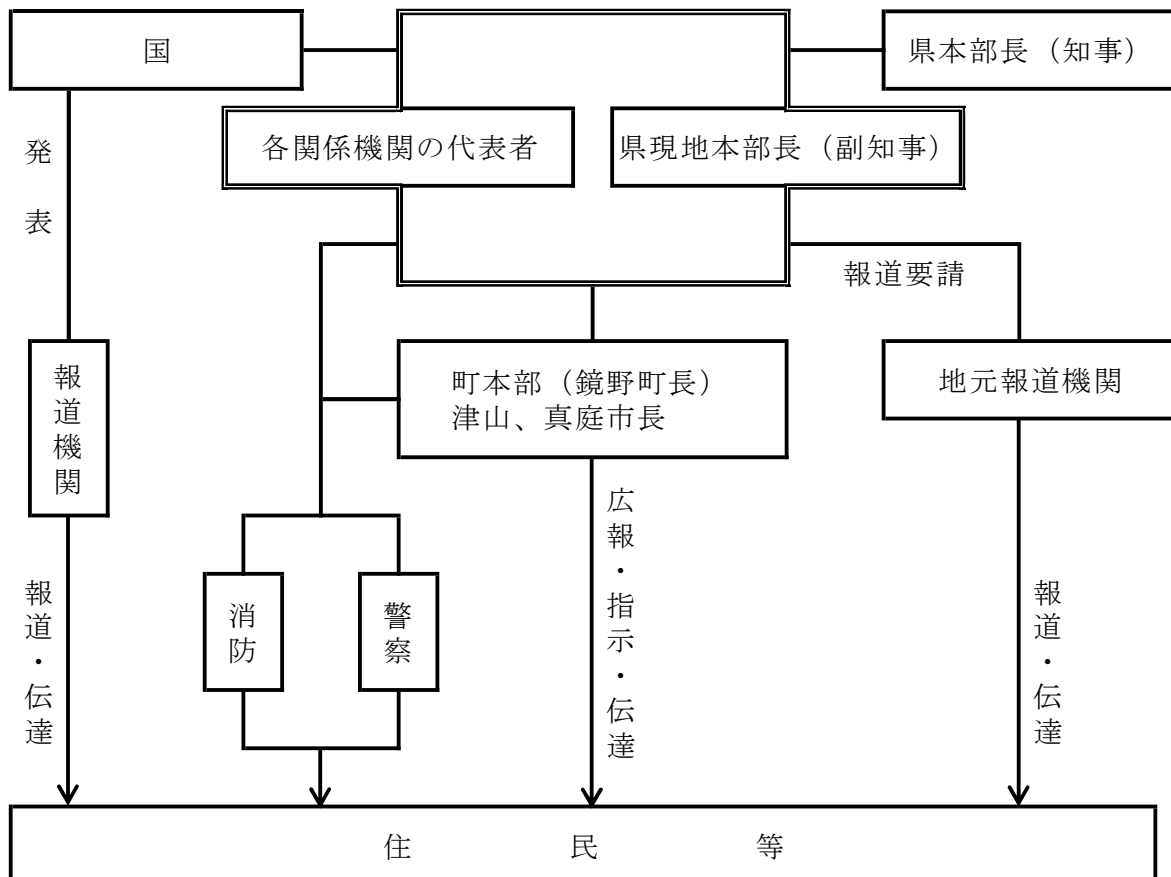 国
県本部長（知事）
各関係機関の代表者
県現地本部長（副知事）
発表
報道要請
報道機関
町本部（鏡野町長）
津山、真庭市長
地元報道機関
広報・指示・伝達
消防
警察
報道・伝達
報道・伝達
住民等